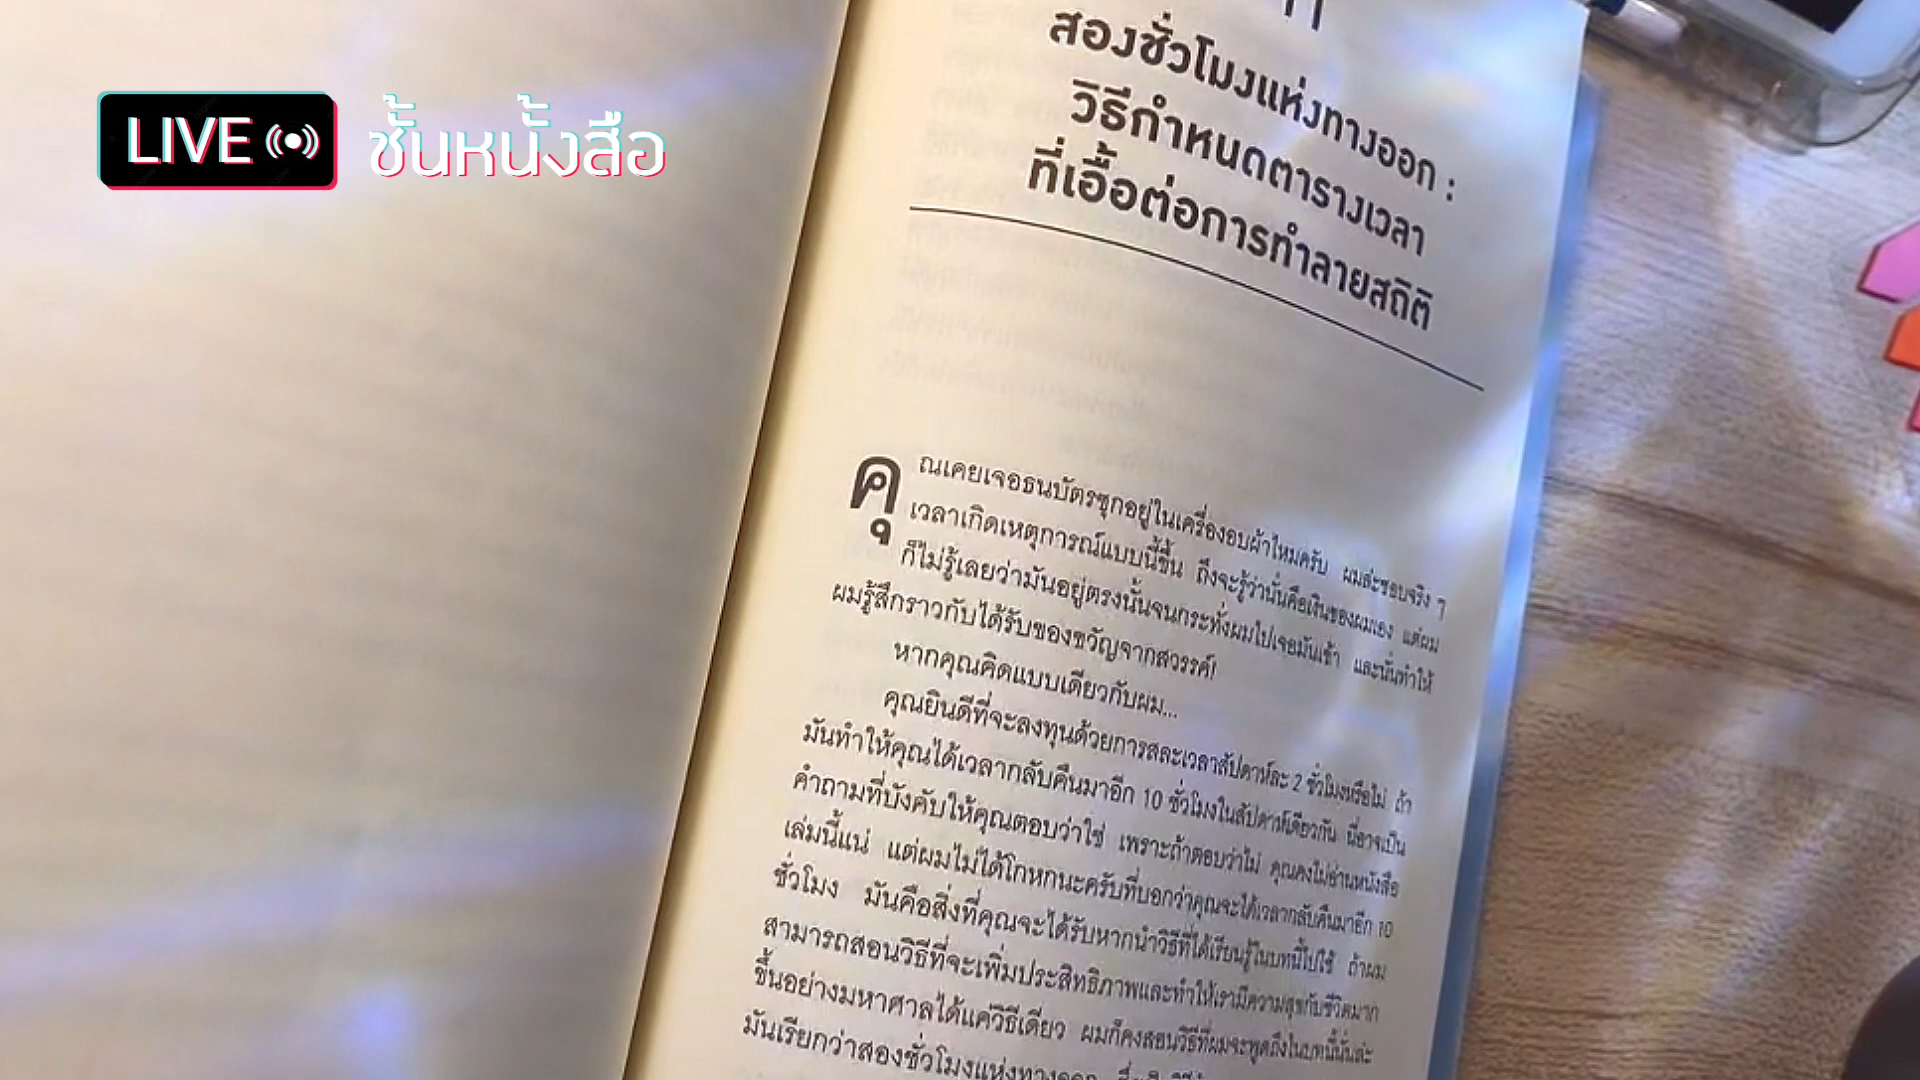 LIVE ชั้นหนั้งสือ
สองชั่วโมงแห่งทางออก :
วิธีกำหนดตารางเวลา
ที่เอื้อต่อการทำลายสถิติ
คุณเคยเจอธนบัตรซุกอยู่ในเครื่องอบผ้าไหมครับ ผมล่ะชอบจริง ๆ
เวลาเกิดเหตุการณ์แบบนี้ขึ้น ถึงจะรู้ว่านั่นคือเงินของผมเอง แต่ผม
ก็ไม่รู้เลยว่ามันอยู่ตรงนั้นจนกระทั่งผมไปเจอมันเข้า และนั่นทำให้
ผมรู้สึกราวกับได้รับของขวัญจากสวรรค์!
หากคุณคิดแบบเดียวกับผม...
คุณยินดีที่จะลงทุนด้วยการสละเวลาสัปดาห์ละ 2 ชั่วโมงหรือไม่ ถ้า
มันทำให้คุณได้เวลากลับคืนมาอีก 10 ชั่วโมงในสัปดาห์เดียวกัน นี่อาจเป็น
คำถามที่บังคับให้คุณตอบว่าใช่ เพราะถ้าตอบว่าไม่ คุณคงไม่อ่านหนังสือ
เล่มนี้แน่ แต่ผมไม่ได้โกหกนะครับที่บอกว่าคุณจะได้เวลากลับคืนมาอีก 10
ชั่วโมง มันคือสิ่งที่คุณจะได้รับหากนำวิธีที่ได้เรียนรู้ในบทนี้ไปใช้ ถ้าผม
สามารถสอนวิธีที่จะเพิ่มประสิทธิภาพและทำให้เรามีความสุขกับชีวิตมาก
ขึ้นอย่างมหาศาลได้แค่วิธีเดียว ผมก็คงสอนวิธีที่ผมจะพูดถึงในบทนี้นั่นล่ะ
มันเรียกว่าสองชั่วโมงแห่งทางออก